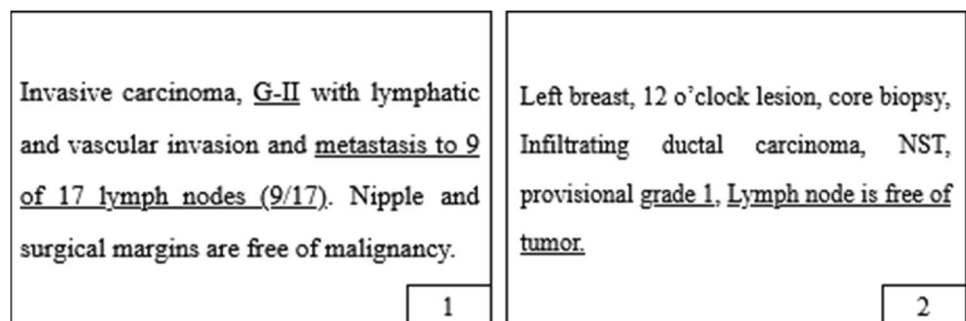 Invasive carcinoma, G-II with lymphatic
and vascular invasion and metastasis to 9
of 17 lymph nodes (9/17). Nipple and
surgical margins are free of malignancy.
1
Left breast, 12 o’clock lesion, core biopsy,
Infiltrating ductal carcinoma, NST,
provisional grade 1, Lymph node is free of
tumor.
2